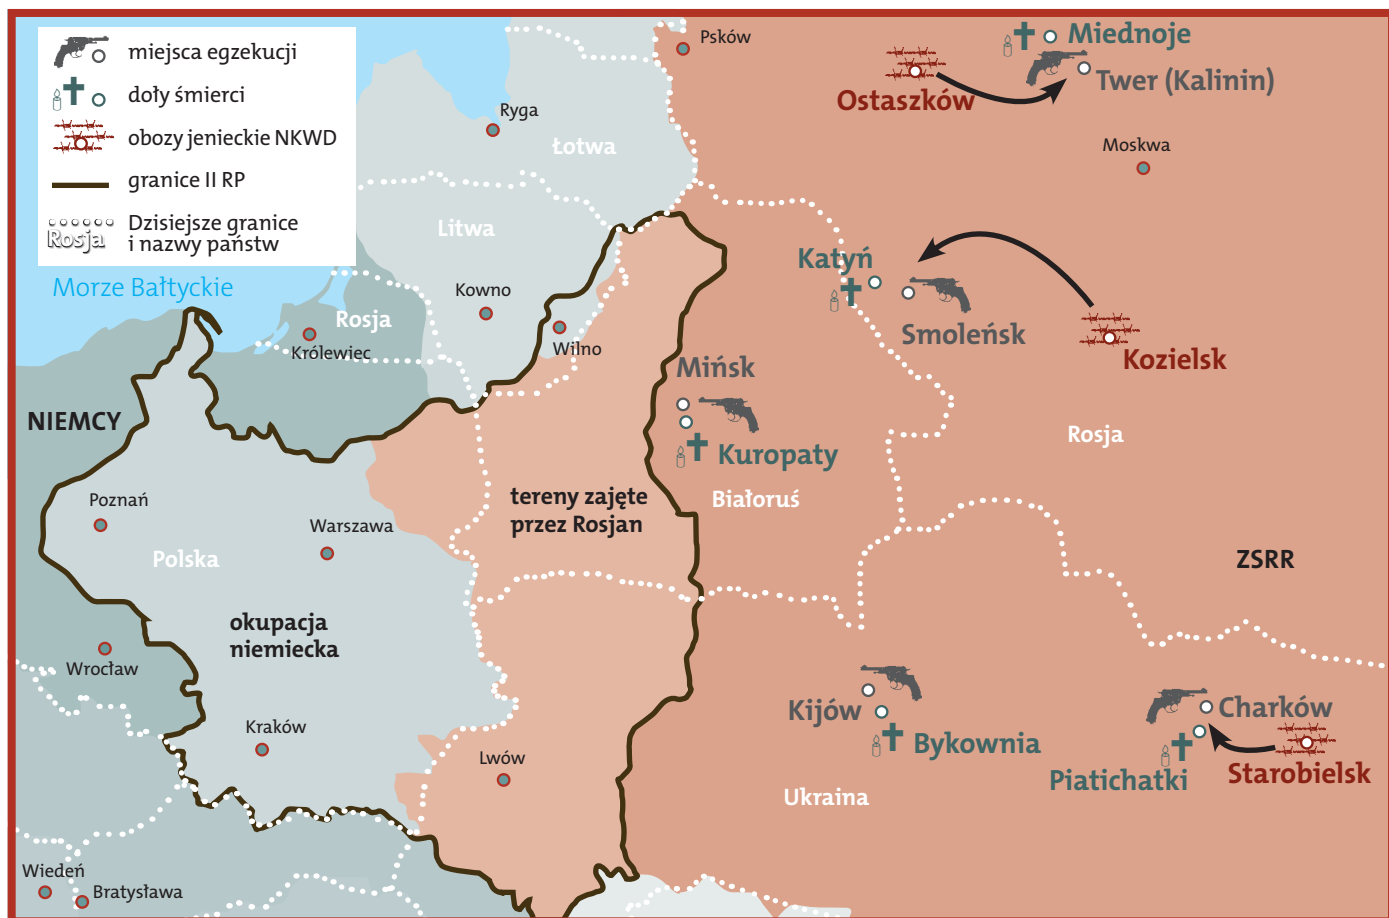 miejsca egzekucji
doły śmierci
obozy jenieckie NKWD
granice II RP
Rosja
Dzisiejsze granice
i nazwy państw
Morze Bałtyckie
Psków
Miednoje
Twer (Kalinin)
Ostaszków
Ryga
Łotwa
Moskwa
Litwa
Katyń
Kowno
Rosja
Smoleńsk
Królewiec
Wilno
Kozielsk
Mińsk
NIEMCY
Kuropaty
Rosja
Poznań
tereny zajęte
przez Rosjan
Białoruś
Warszawa
Polska
ZSRR
okupacja
niemiecka
Wrocław
Kraków
Kijów
Charków
Bykownia
Lwów
Piatichatki
Starobielsk
Ukraina
Wiedeń
Bratysława